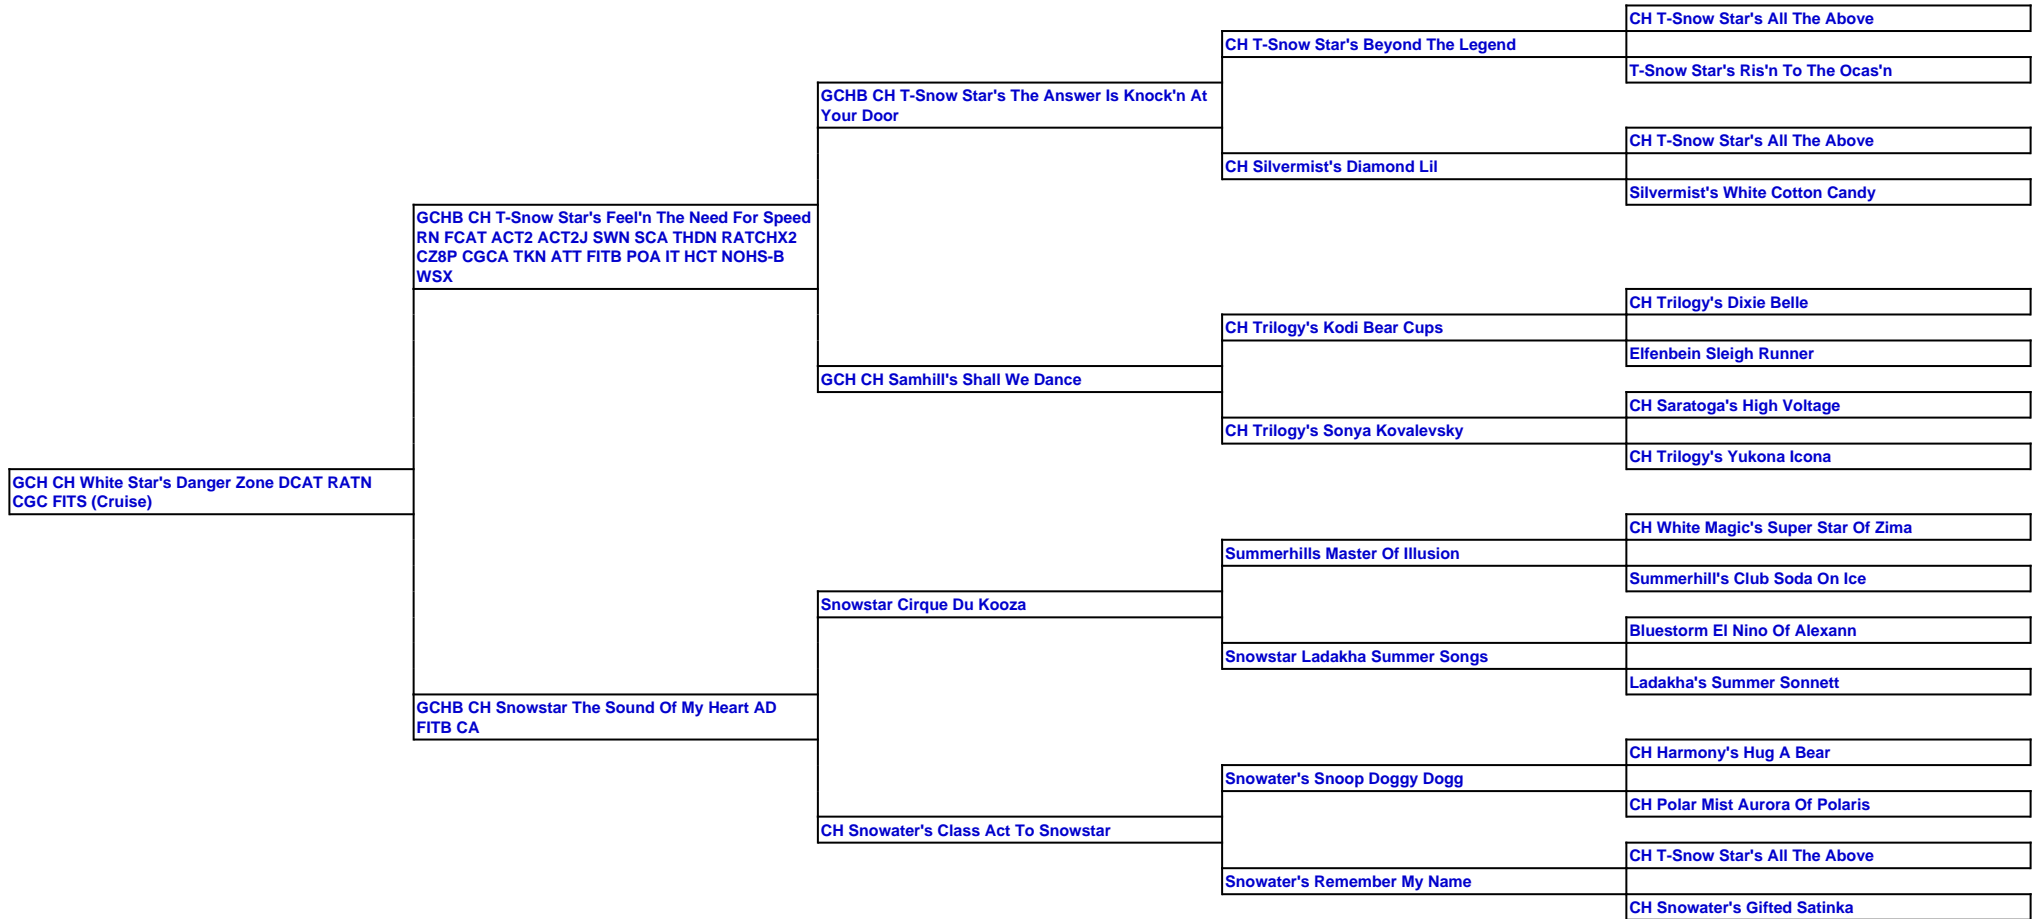 CH T-Snow Star's All The Above
CH T-Snow Star's Beyond The Legend
T-Snow Star's Ris'n To The Ocas'n
GCHB CH T-Snow Star's The Answer Is Knock'n At
Your Door
CH T-Snow Star's All The Above
CH Silvermist's Diamond Lil
Silvermist's White Cotton Candy
GCHB CH T-Snow Star's Feel'n The Need For Speed
RN FCAT ACT2 ACT2J SWN SCA THDN RATCHX2
CZ8P CGCA TKN ATT FITB POA IT HCT NOHS-B
WSX
CH Trilogy's Dixie Belle
CH Trilogy's Kodi Bear Cups
Elfenbein Sleigh Runner
GCH CH Samhill's Shall We Dance
CH Saratoga's High Voltage
CH Trilogy's Sonya Kovalevsky
CH Trilogy's Yukona Icona
GCH CH White Star's Danger Zone DCAT RATN
CGC FITS (Cruise)
CH White Magic's Super Star Of Zima
Summerhills Master Of Illusion
Summerhill's Club Soda On Ice
Snowstar Cirque Du Kooza
Bluestorm El Nino Of Alexann
Snowstar Ladakha Summer Songs
Ladakha's Summer Sonnett
GCHB CH Snowstar The Sound Of My Heart AD
FITB CA
CH Harmony's Hug A Bear
Snowater's Snoop Doggy Dogg
CH Polar Mist Aurora Of Polaris
CH Snowater's Class Act To Snowstar
CH T-Snow Star's All The Above
Snowater's Remember My Name
CH Snowater's Gifted Satinka